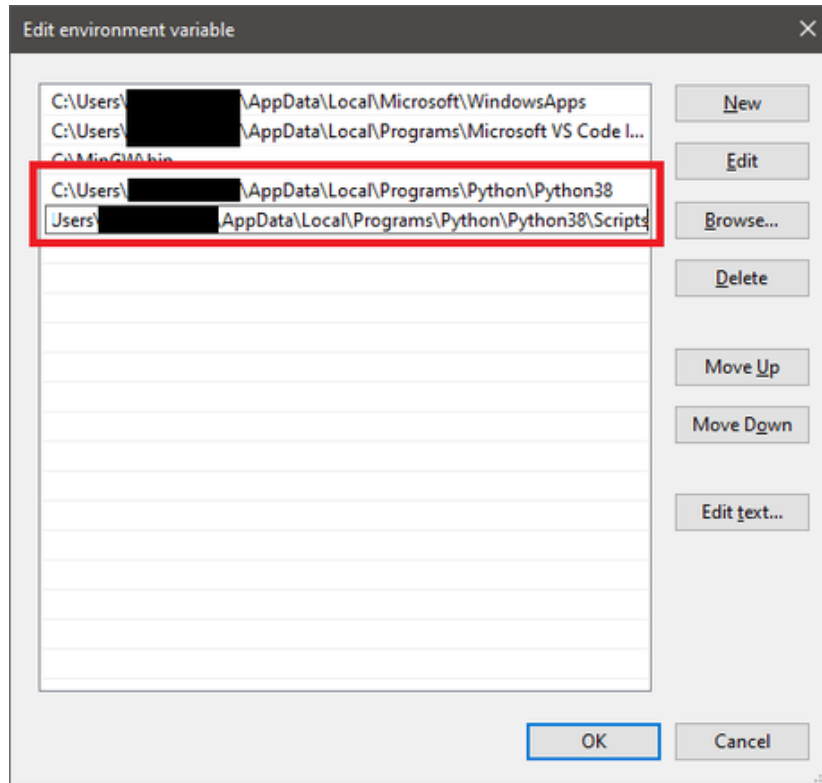 Edit environment variable
C:\Users\ \AppData\Local\Microsoft\WindowsApps
C:\Users\ \AppData\Local\Programs\Microsoft VS Code I...
C:\MinGW\bin
C:\Users\ \AppData\Local\Programs\Python\Python38
Users\ \AppData\Local\Programs\Python\Python38\Scripts
New
Edit
Browse...
Delete
Move Up
Move Down
Edit text...
OK
Cancel